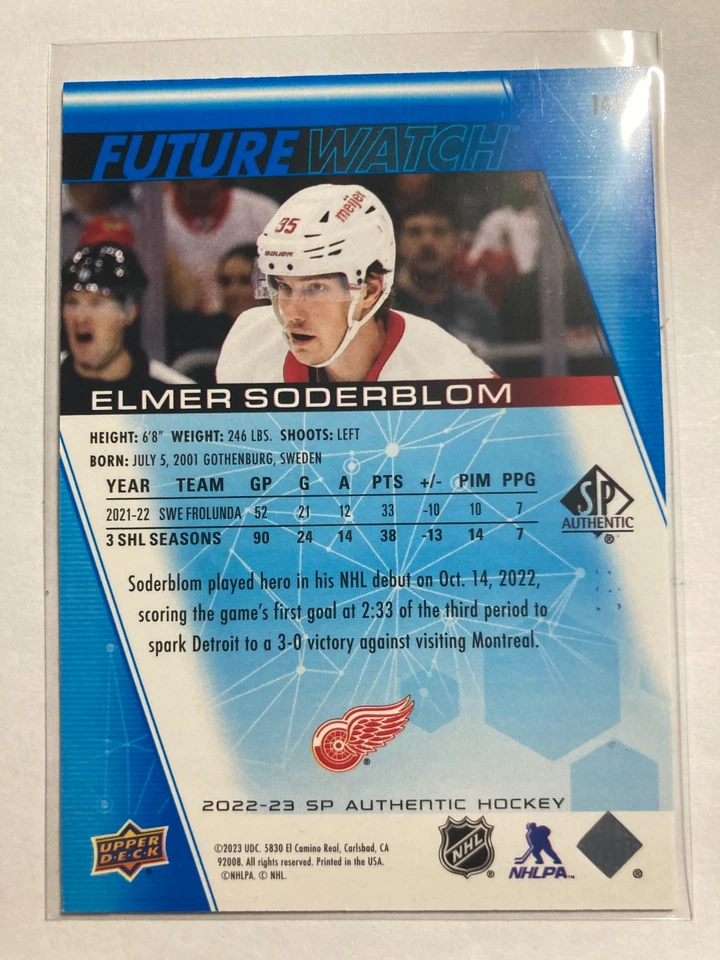 14
FUTURE WATCH
95
BAUER
meijer
ELMER SODERBLOM
HEIGHT: 6'8" WEIGHT: 246 LBS. SHOOTS: LEFT
BORN: JULY 5, 2001 GOTHENBURG, SWEDEN
YEAR TEAM GP G A PTS +/- PIM PPG
2021-22 SWE FROLUNDA 52 21 12 33 -10 10 7
3 SHL SEASONS 90 24 14 38 -13 14 7
SP
AUTHENTIC
®
Soderblom played hero in his NHL debut on Oct. 14, 2022,
scoring the game's first goal at 2:33 of the third period to
spark Detroit to a 3-0 victory against visiting Montreal.
®
2022-23 SP AUTHENTIC HOCKEY
UPPER
D·E·C·K
®
©2023 UDC. 5830 El Camino Real, Carlsbad, CA
92008. All rights reserved. Printed in the USA.
©NHLPA. © NHL.
NHL
®
NHLPA™
®